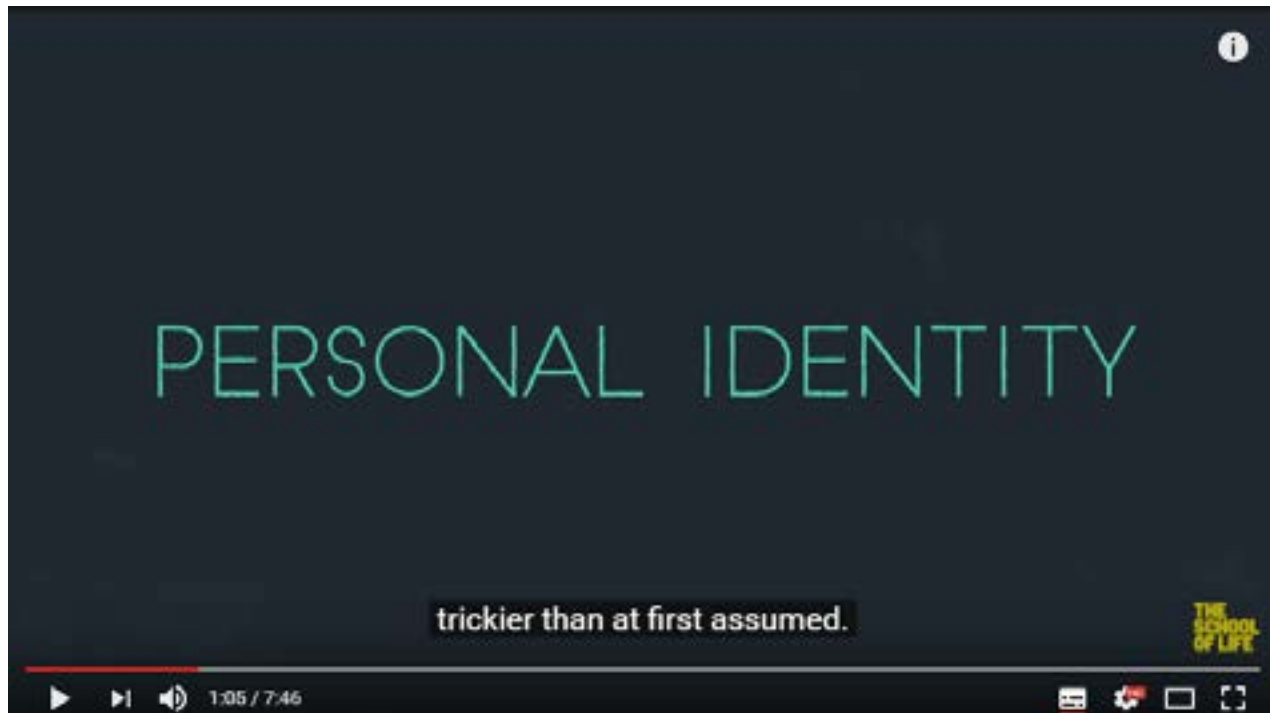 PERSONAL IDENTITY
trickier than at first assumed.
THE
SCHOOL
OF LIFE
1:05 / 7:46